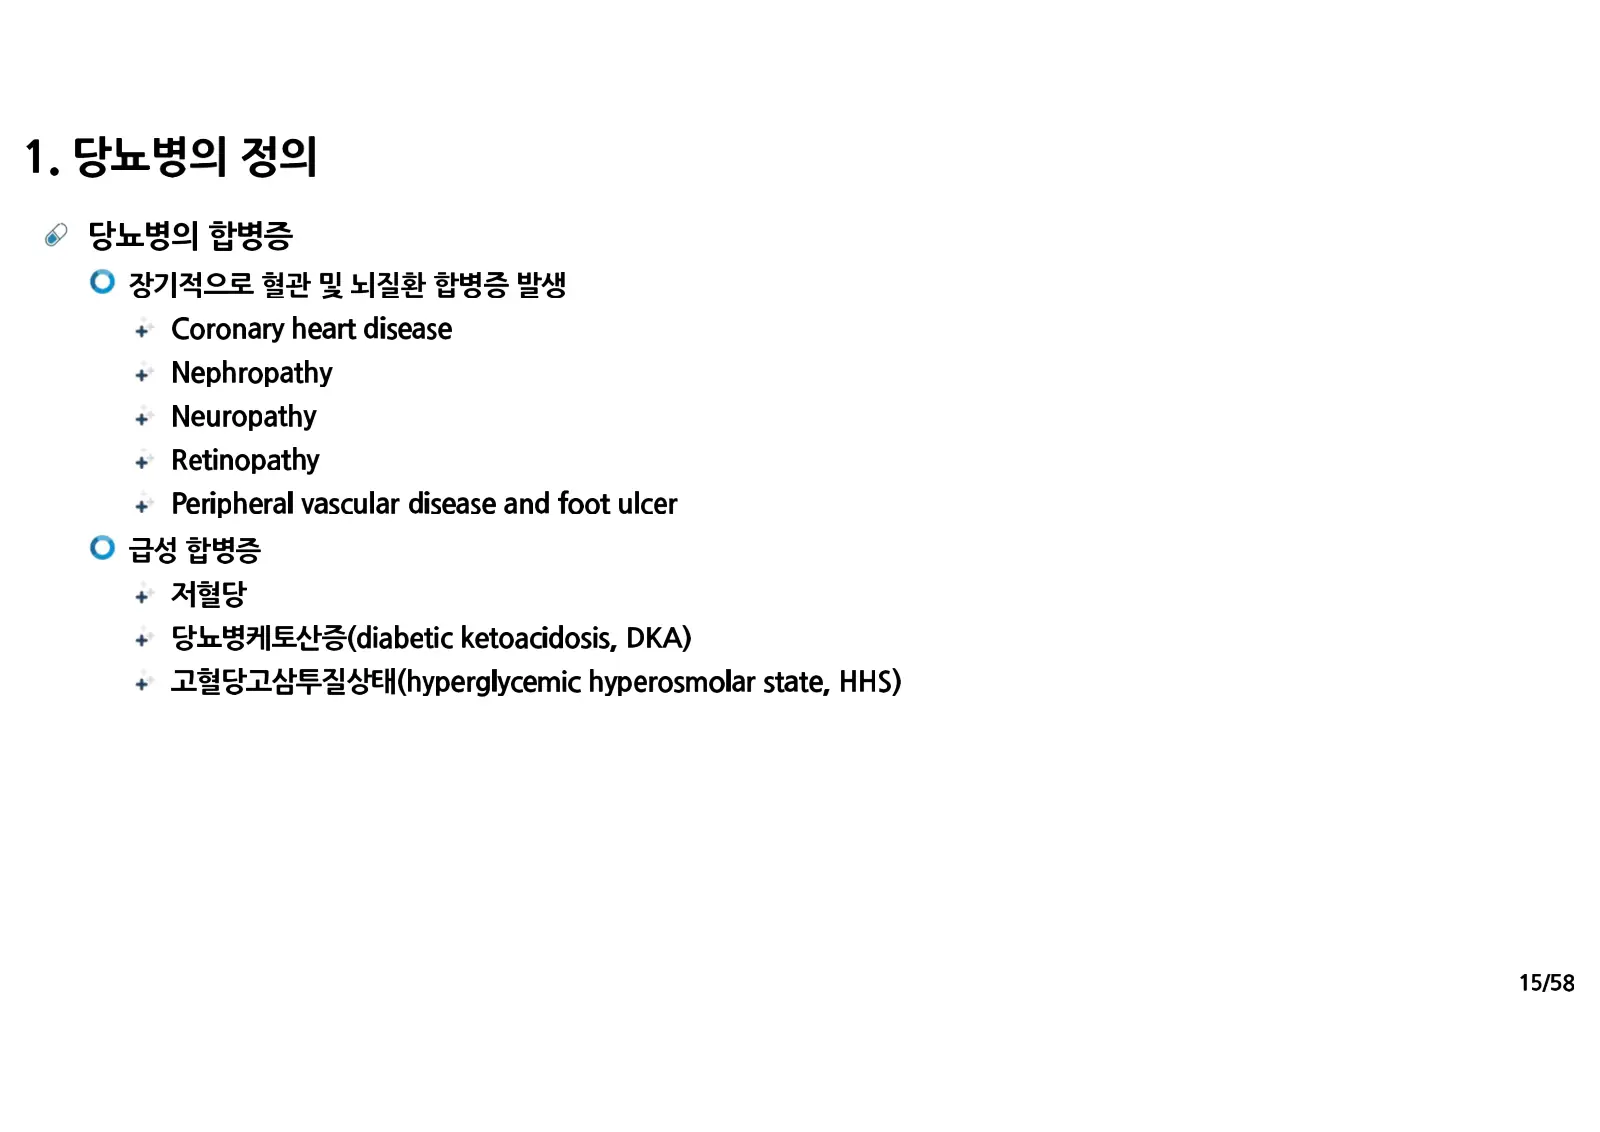 1. 당뇨병의 정의
당뇨병의 합병증
장기적으로 혈관 및 뇌질환 합병증 발생
Coronary heart disease
Nephropathy
Neuropathy
Retinopathy
Peripheral vascular disease and foot ulcer
급성 합병증
저혈당
당뇨병케토산증(diabetic ketoacidosis, DKA)
고혈당고삼투질상태(hyperglycemic hyperosmolar state, HHS)
15/58